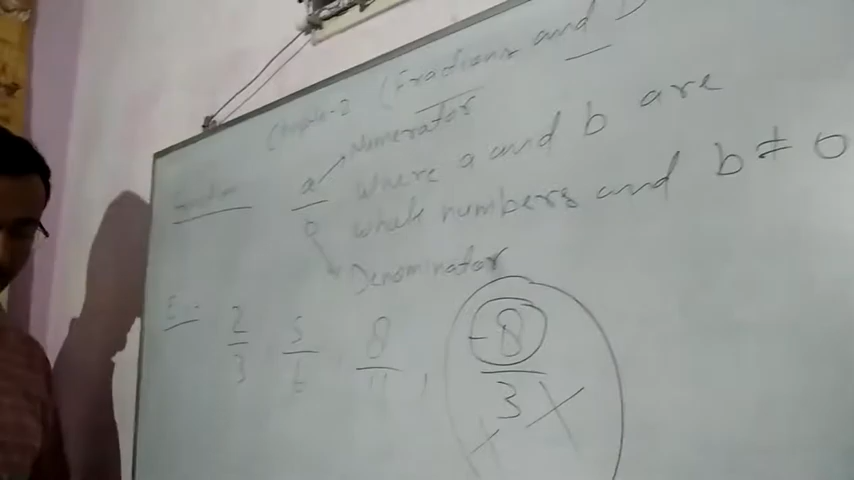 Chapter-2 (Fractions and
Fraction a Numerator where a and b are
b whole numbers and b ≠ 0
Denominator
E :- 2/3, 5/6, 8/11, -8/3 X X